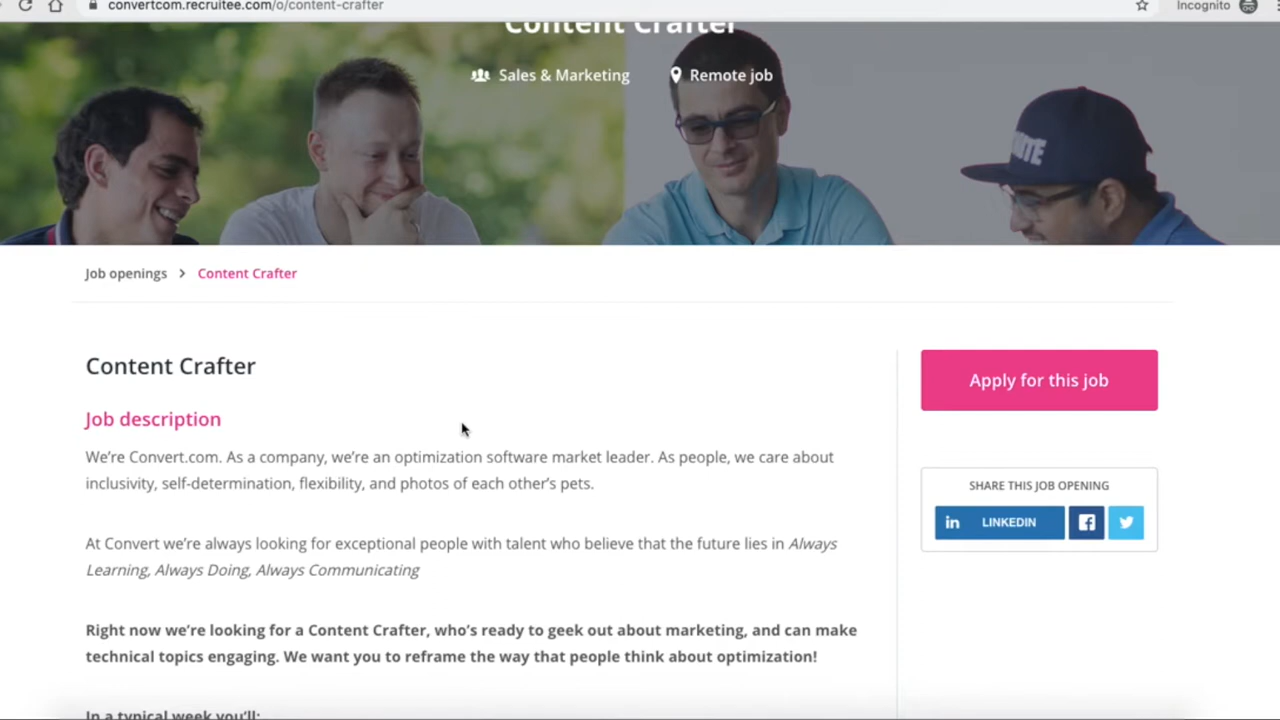 convertcom.recruitee.com/o/content-crafter
Incognito
Content Crafter
Sales & Marketing
Remote job
Job openings > Content Crafter
Content Crafter
Apply for this job
Job description
We're Convert.com. As a company, we're an optimization software market leader. As people, we care about
inclusivity, self-determination, flexibility, and photos of each other's pets.
SHARE THIS JOB OPENING
in LINKEDIN
At Convert we're always looking for exceptional people with talent who believe that the future lies in Always
Learning, Always Doing, Always Communicating
Right now we're looking for a Content Crafter, who's ready to geek out about marketing, and can make
technical topics engaging. We want you to reframe the way that people think about optimization!
In a typical week you'll: